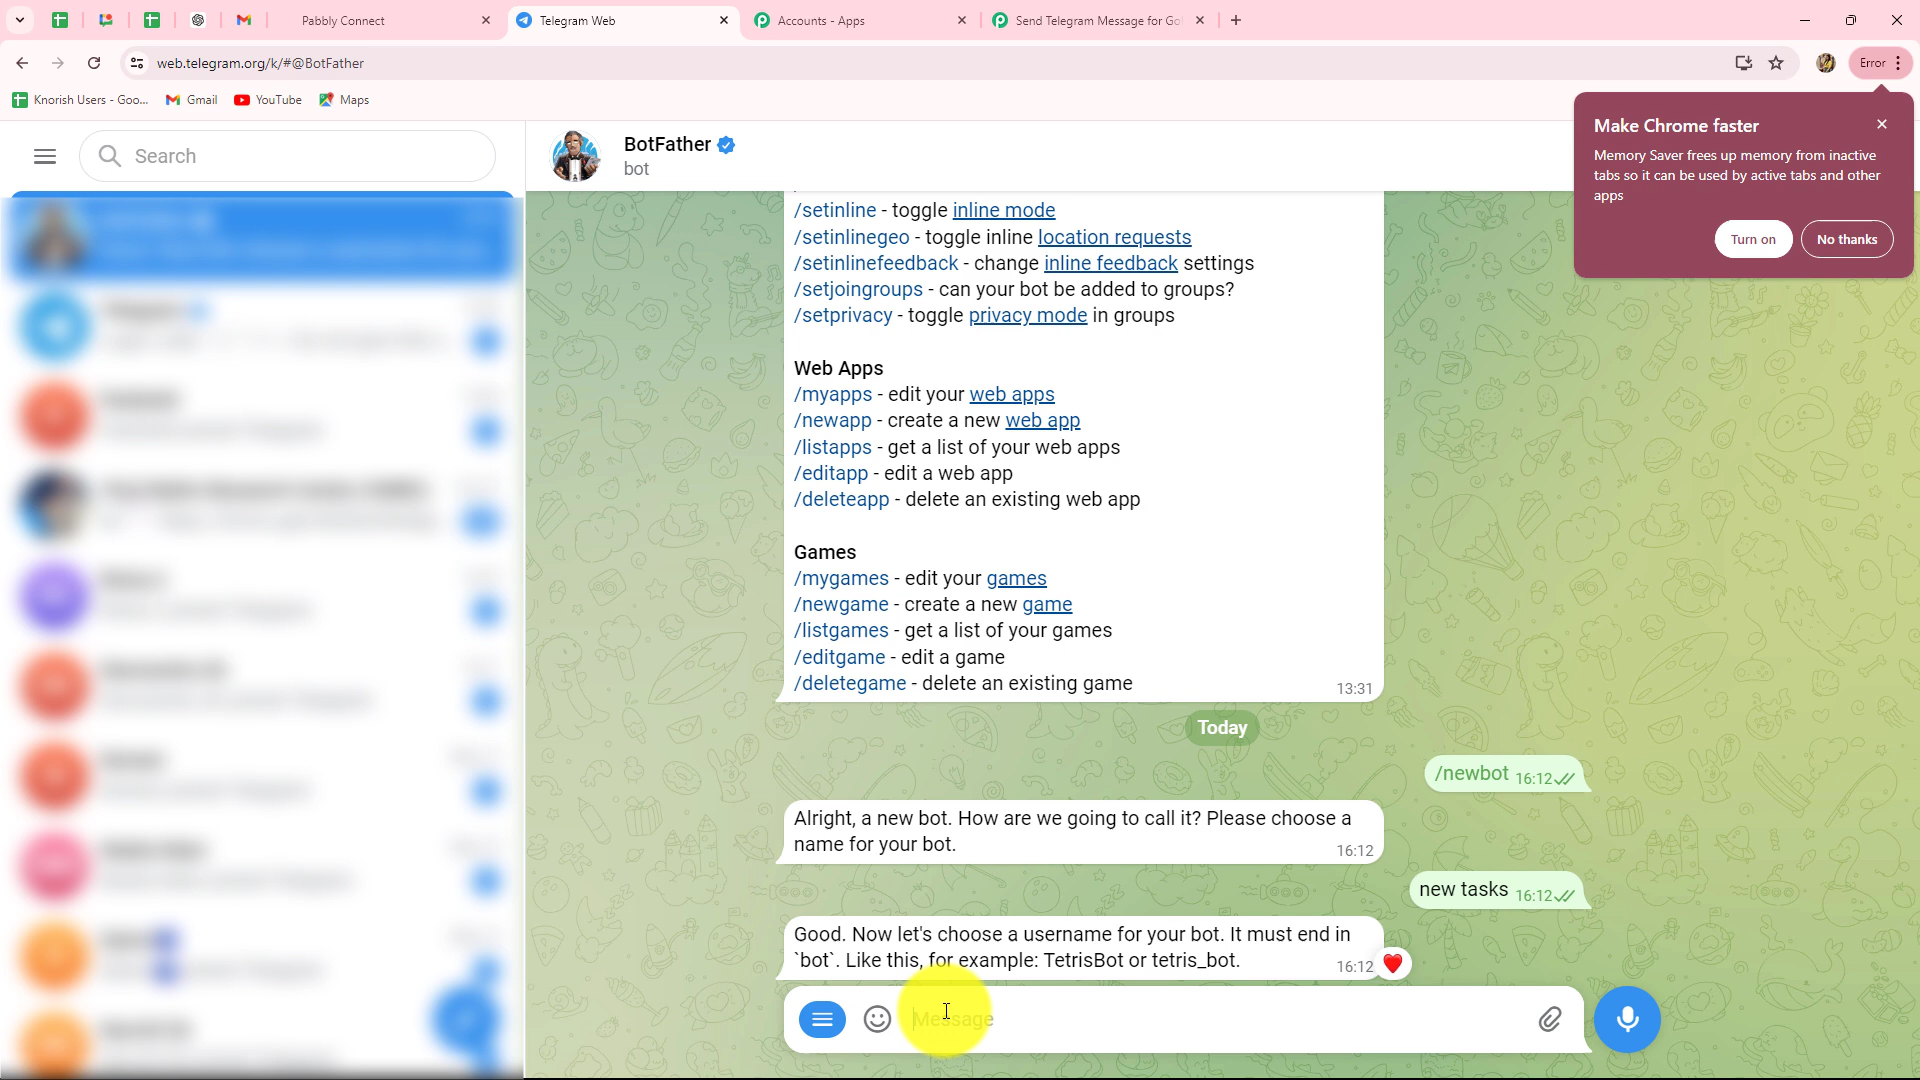 Pabbly Connect
Telegram Web
Accounts - Apps
Send Telegram Message for Go
web.telegram.org/k/#@BotFather
Error
Knorish Users - Goo...
Gmail
YouTube
Maps
Make Chrome faster
Memory Saver frees up memory from inactive
tabs so it can be used by active tabs and other
apps
Turn on
No thanks
Search
BotFather
bot
/setinline - toggle inline mode
/setinlinegeo - toggle inline location requests
/setinlinefeedback - change inline feedback settings
/setjoingroups - can your bot be added to groups?
/setprivacy - toggle privacy mode in groups
Web Apps
/myapps - edit your web apps
/newapp - create a new web app
/listapps - get a list of your web apps
/editapp - edit a web app
/deleteapp - delete an existing web app
Games
/mygames - edit your games
/newgame - create a new game
/listgames - get a list of your games
/editgame - edit a game
/deletegame - delete an existing game
13:31
Today
/newbot 16:12
Alright, a new bot. How are we going to call it? Please choose a
name for your bot.
16:12
new tasks 16:12
Good. Now let's choose a username for your bot. It must end in
`bot`. Like this, for example: TetrisBot or tetris_bot.
16:12
Message